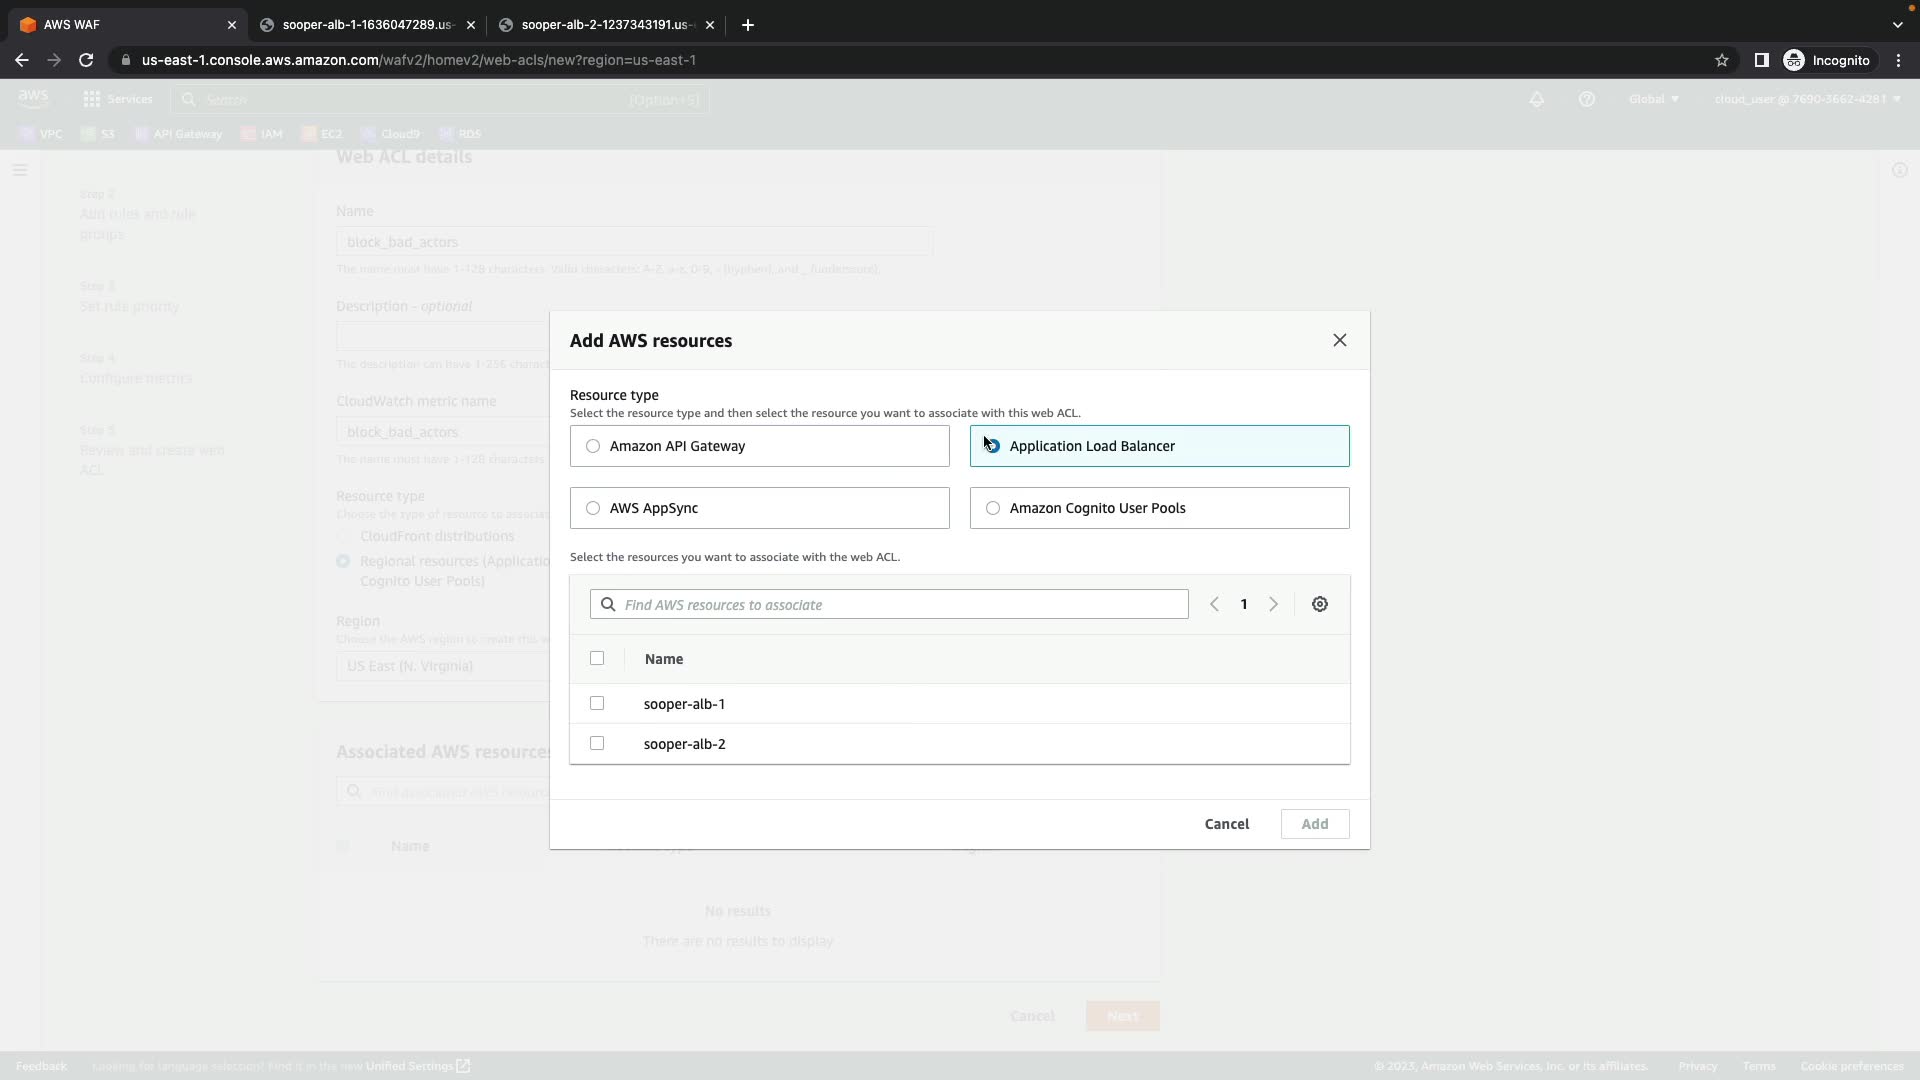 AWS WAF
sooper-alb-1-1636047289.us-
sooper-alb-2-1237343191.us-
us-east-1.console.aws.amazon.com/wafv2/homev2/web-acls/new?region=us-east-1
Incognito
aws
Services
Search
[Option+S]
Global
cloud_user @ 7690-3662-4281
VPC
S3
API Gateway
IAM
EC2
Cloud9
RDS
Web ACL details
Step 2
Add rules and rule
groups
Step 3
Set rule priority
Step 4
Configure metrics
Step 5
Review and create web
ACL
Name
block_bad_actors
The name must have 1-128 characters. Valid characters: A-Z, a-z, 0-9, - (hyphen), and _ (underscore).
Description - optional
The description can have 1-256
CloudWatch metric name
block_bad_actors
The name must have 1-128 characters
Resource type
Choose the type of resource to
CloudFront distributions
Regional resources
Cognito User Pools)
Region
Choose the AWS region to create this
US East (N. Virginia)
Associated AWS resources
Find associated AWS
Name
No results
There are no results to display
Cancel
Next
Add AWS resources
Resource type
Select the resource type and then select the resource you want to associate with this web ACL.
Amazon API Gateway
Application Load Balancer
AWS AppSync
Amazon Cognito User Pools
Select the resources you want to associate with the web ACL.
Find AWS resources to associate
1
Name
sooper-alb-1
sooper-alb-2
Cancel
Add
Feedback
Looking for language selection? Find it in the new Unified Settings
© 2023, Amazon Web Services, Inc. or its affiliates.
Privacy
Terms
Cookie preferences